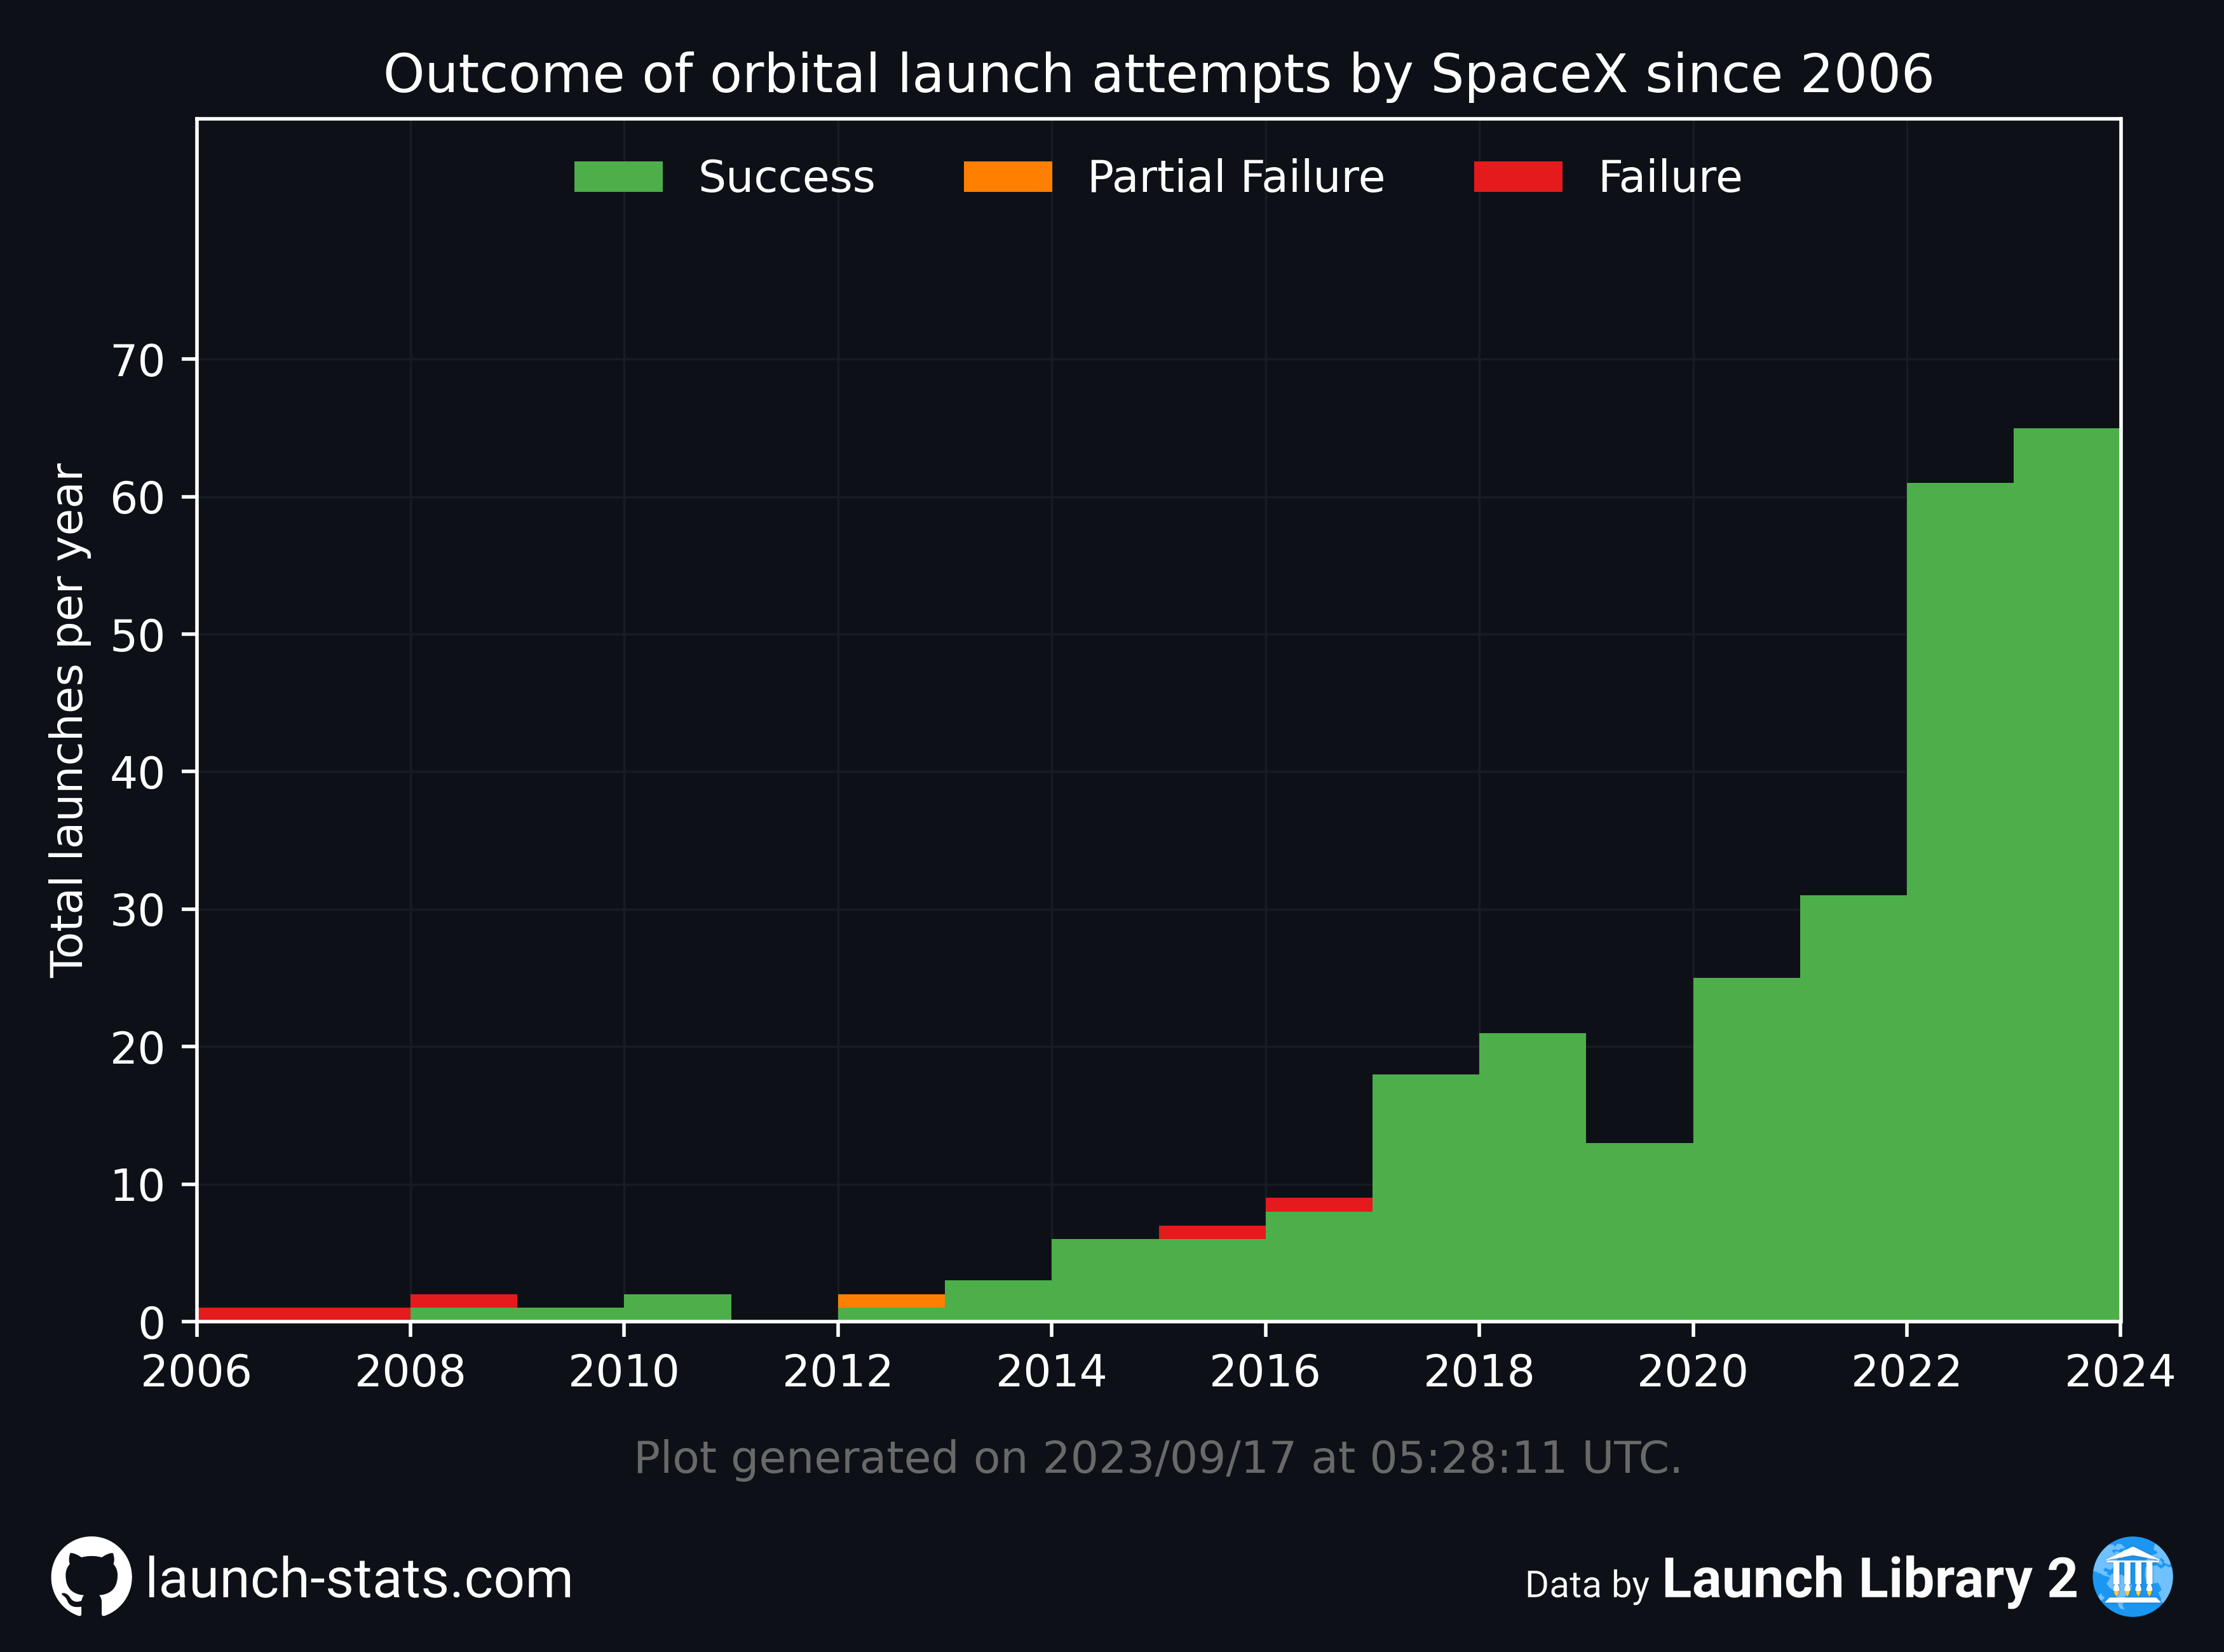 Outcome of orbital launch attempts by SpaceX since 2006
Success Partial Failure Failure
Total launches per year
70
60
50
40
30
20
10
0
2006 2008 2010 2012 2014 2016 2018 2020 2022 2024
Plot generated on 2023/09/17 at 05:28:11 UTC.
launch-stats.com
Data by Launch Library 2